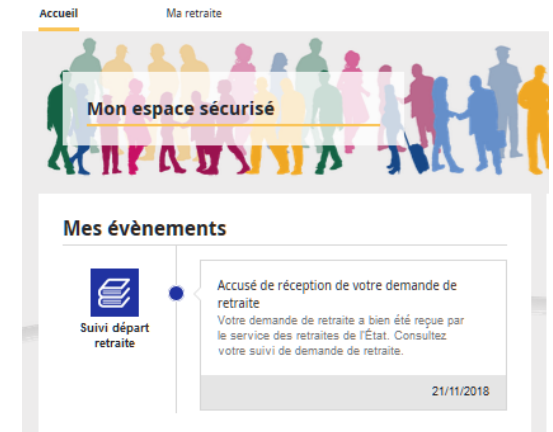 Accueil Ma retraite
Mon espace sécurisé
Mes évènements
Suivi départ
retraite
Accusé de réception de votre demande de
retraite
Votre demande de retraite a bien été reçue par
le service des retraites de l'État. Consultez
votre suivi de demande de retraite.
21/11/2018